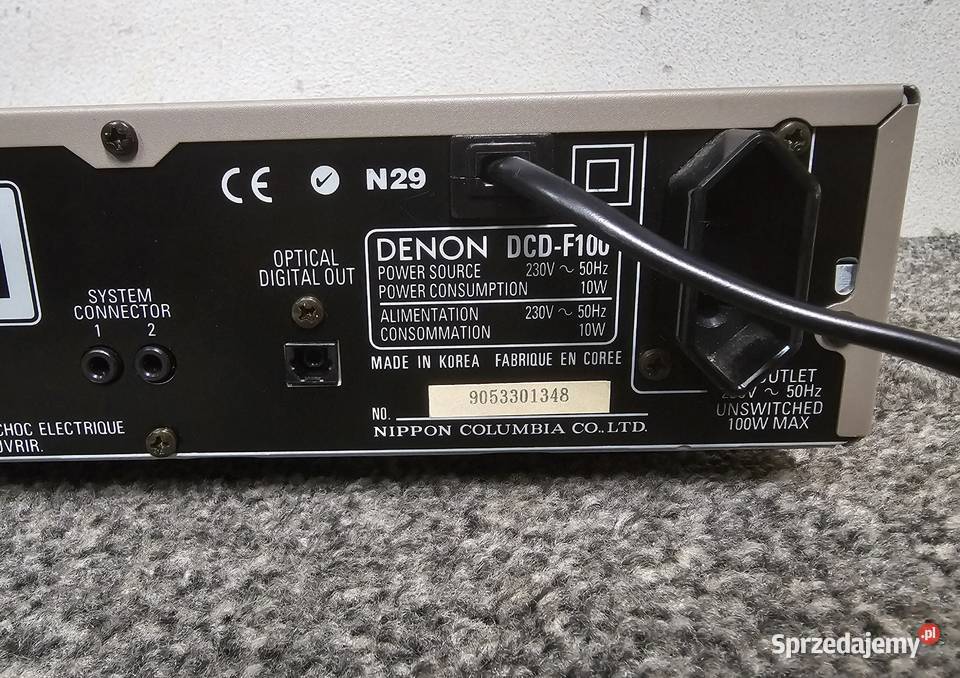 CE N29
DENON DCD-F100
POWER SOURCE 230V ~ 50Hz
POWER CONSUMPTION 10W
ALIMENTATION 230V ~ 50Hz
CONSOMMATION 10W
MADE IN KOREA FABRIQUE EN COREE
NO. 9053301348
NIPPON COLUMBIA CO.,LTD.
OPTICAL
DIGITAL OUT
SYSTEM
CONNECTOR
1 2
CHOC ELECTRIQUE
OUTLET
50Hz
UNSWITCHED
100W MAX
Sprzedajemy.pl